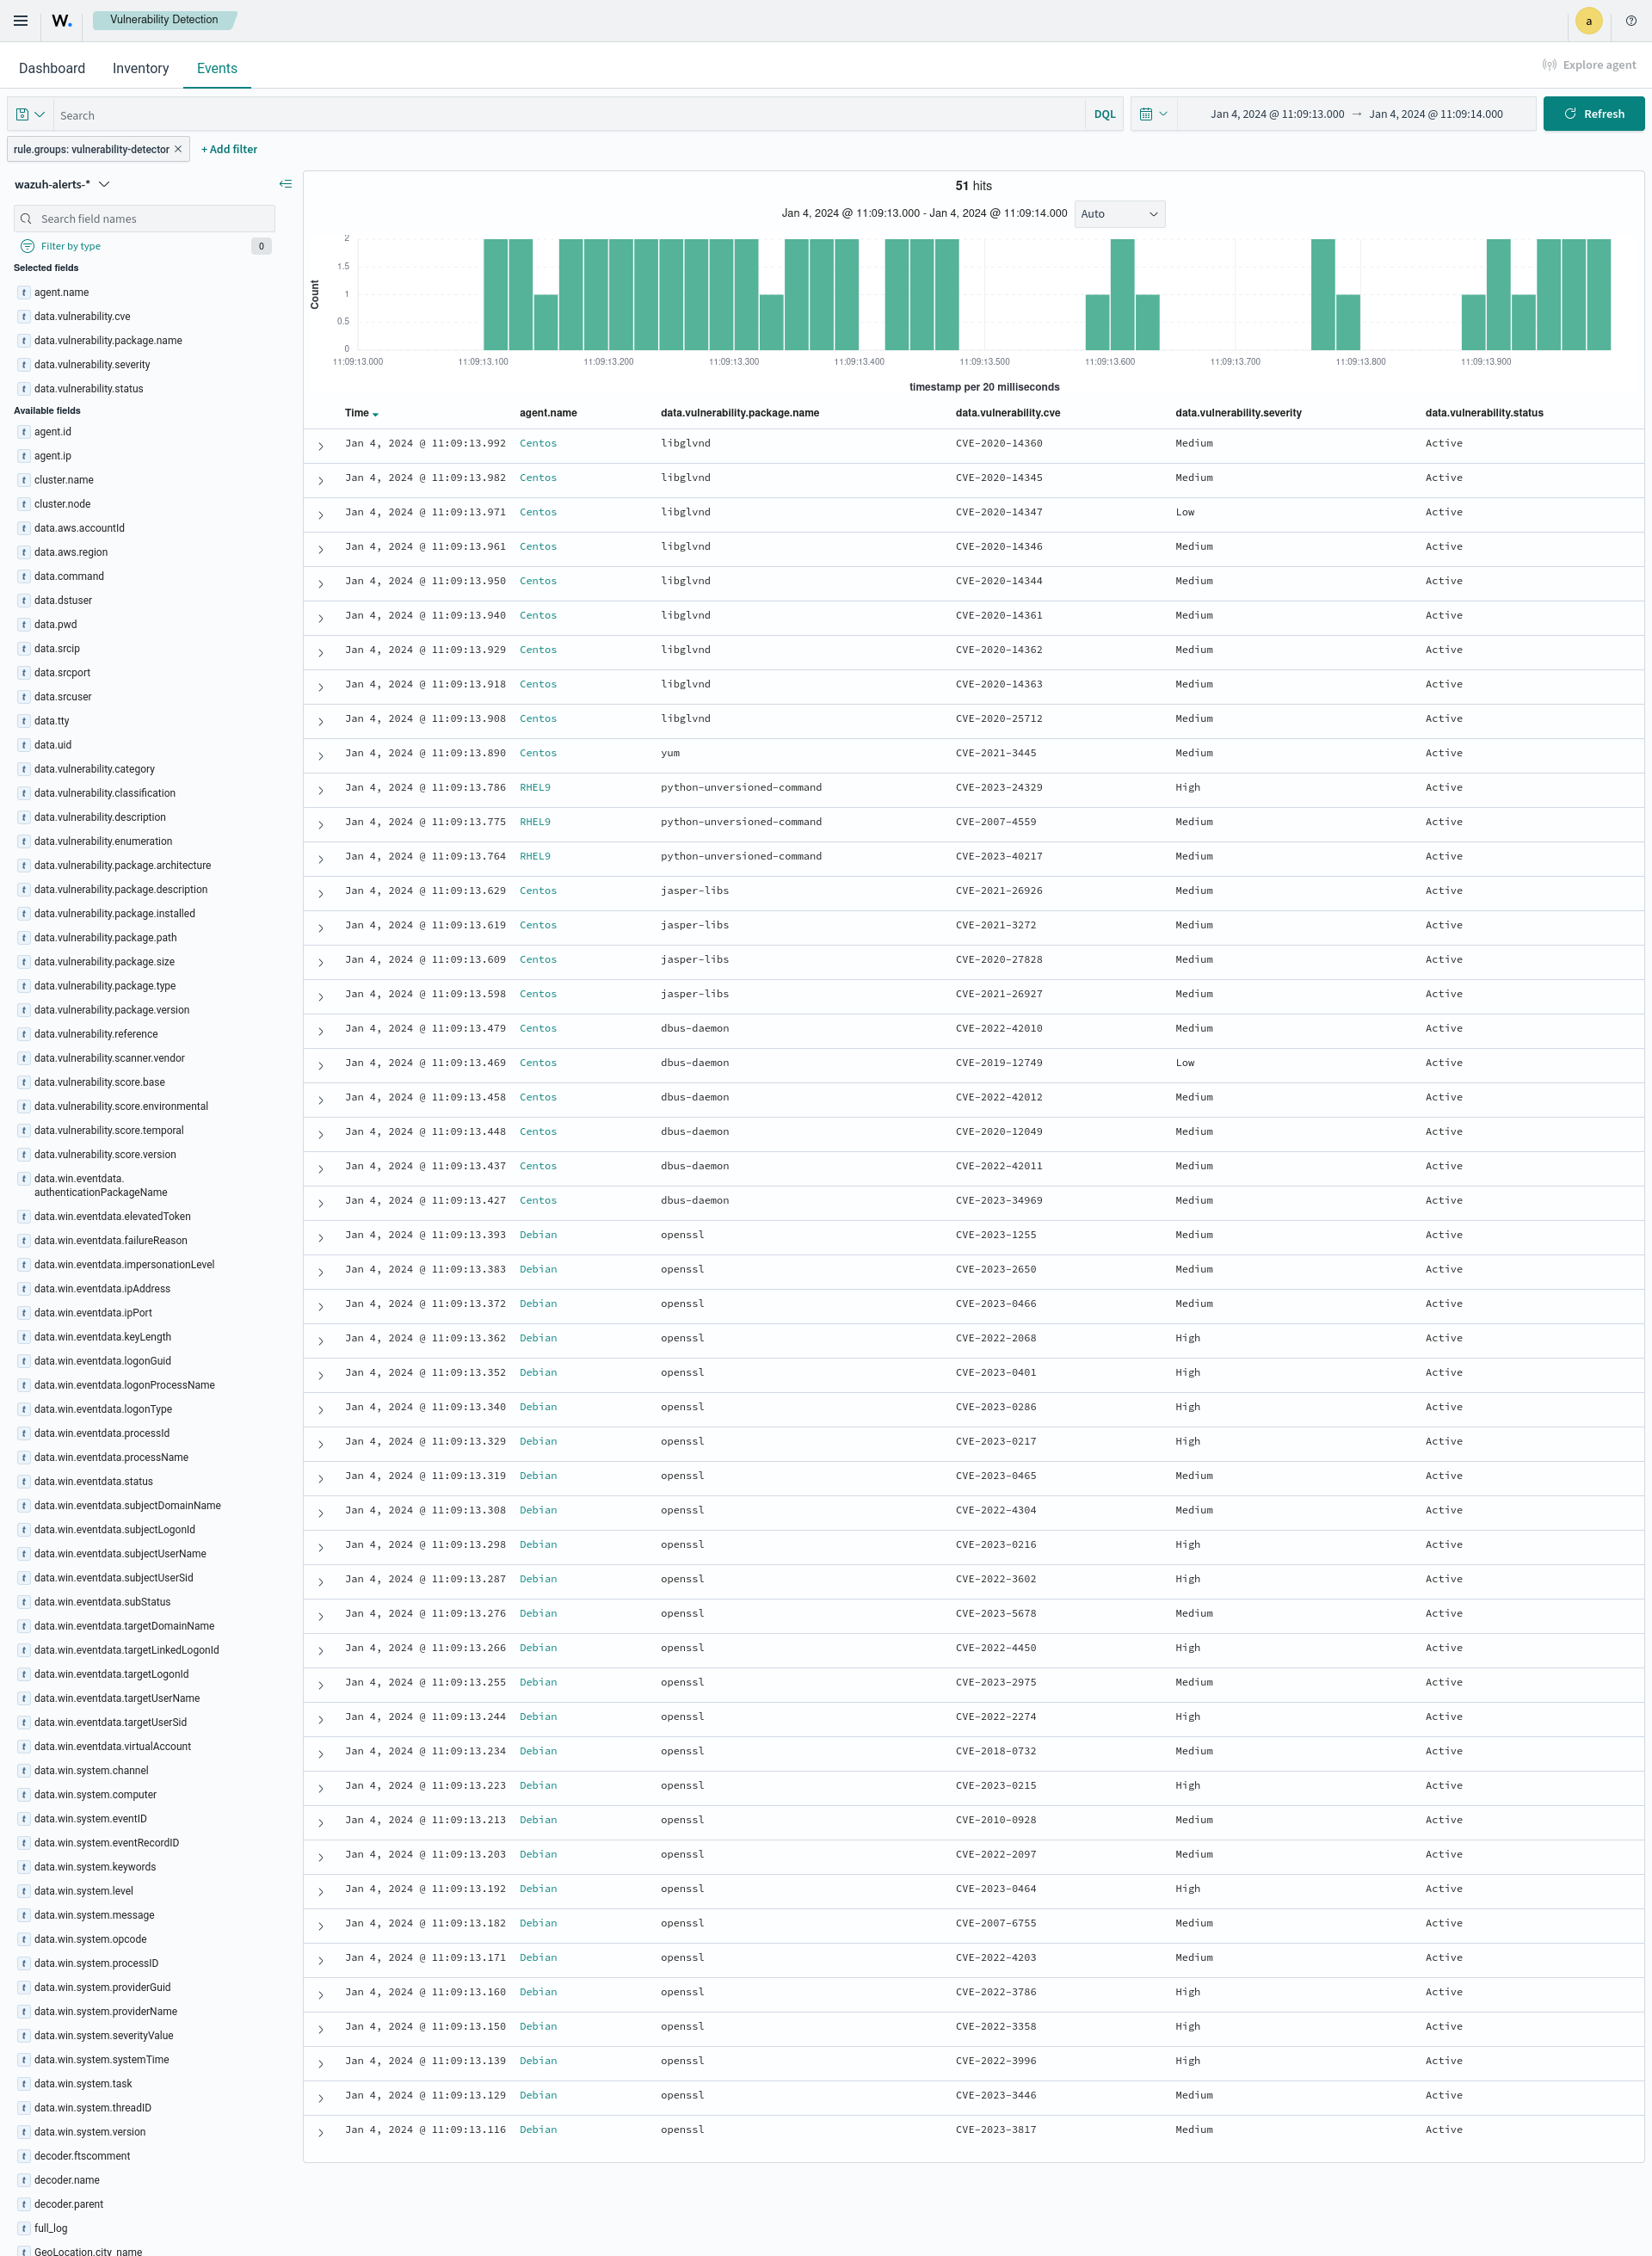 W.
Vulnerability Detection
a
Dashboard
Inventory
Events
Explore agent
Search
DQL
Jan 4, 2024 @ 11:09:13.000 → Jan 4, 2024 @ 11:09:14.000
Refresh
rule.groups: vulnerability-detector ×
+ Add filter
wazuh-alerts-*
Search field names
Filter by type 0
Selected fields
t agent.name
t data.vulnerability.cve
t data.vulnerability.package.name
t data.vulnerability.severity
t data.vulnerability.status
Available fields
t agent.id
t agent.ip
t cluster.name
t cluster.node
t data.aws.accountId
t data.aws.region
t data.command
t data.dstuser
t data.pwd
t data.srcip
t data.srcport
t data.srcuser
t data.tty
t data.uid
t data.vulnerability.category
t data.vulnerability.classification
t data.vulnerability.description
t data.vulnerability.enumeration
t data.vulnerability.package.architecture
t data.vulnerability.package.description
t data.vulnerability.package.installed
t data.vulnerability.package.path
t data.vulnerability.package.size
t data.vulnerability.package.type
t data.vulnerability.package.version
t data.vulnerability.reference
t data.vulnerability.scanner.vendor
t data.vulnerability.score.base
t data.vulnerability.score.environmental
t data.vulnerability.score.temporal
t data.vulnerability.score.version
t data.win.eventdata.
authenticationPackageName
t data.win.eventdata.elevatedToken
t data.win.eventdata.failureReason
t data.win.eventdata.impersonationLevel
t data.win.eventdata.ipAddress
t data.win.eventdata.ipPort
t data.win.eventdata.keyLength
t data.win.eventdata.logonGuid
t data.win.eventdata.logonProcessName
t data.win.eventdata.logonType
t data.win.eventdata.processId
t data.win.eventdata.processName
t data.win.eventdata.status
t data.win.eventdata.subjectDomainName
t data.win.eventdata.subjectLogonId
t data.win.eventdata.subjectUserName
t data.win.eventdata.subjectUserSid
t data.win.eventdata.subStatus
t data.win.eventdata.targetDomainName
t data.win.eventdata.targetLinkedLogonId
t data.win.eventdata.targetLogonId
t data.win.eventdata.targetUserName
t data.win.eventdata.targetUserSid
t data.win.eventdata.virtualAccount
t data.win.system.channel
t data.win.system.computer
t data.win.system.eventID
t data.win.system.eventRecordID
t data.win.system.keywords
t data.win.system.level
t data.win.system.message
t data.win.system.opcode
t data.win.system.processID
t data.win.system.providerGuid
t data.win.system.providerName
t data.win.system.severityValue
t data.win.system.systemTime
t data.win.system.task
t data.win.system.threadID
t data.win.system.version
t decoder.ftscomment
t decoder.name
t decoder.parent
t full_log
t GeoLocation.city_name
51 hits
Jan 4, 2024 @ 11:09:13.000 - Jan 4, 2024 @ 11:09:14.000 Auto
Count
2
1.5
1
0.5
0
11:09:13.000 11:09:13.100 11:09:13.200 11:09:13.300 11:09:13.400 11:09:13.500 11:09:13.600 11:09:13.700 11:09:13.800 11:09:13.900
timestamp per 20 milliseconds
Time agent.name data.vulnerability.package.name data.vulnerability.cve data.vulnerability.severity data.vulnerability.status
Jan 4, 2024 @ 11:09:13.992 Centos libglvnd CVE-2020-14360 Medium Active
Jan 4, 2024 @ 11:09:13.982 Centos libglvnd CVE-2020-14345 Medium Active
Jan 4, 2024 @ 11:09:13.971 Centos libglvnd CVE-2020-14347 Low Active
Jan 4, 2024 @ 11:09:13.961 Centos libglvnd CVE-2020-14346 Medium Active
Jan 4, 2024 @ 11:09:13.950 Centos libglvnd CVE-2020-14344 Medium Active
Jan 4, 2024 @ 11:09:13.940 Centos libglvnd CVE-2020-14361 Medium Active
Jan 4, 2024 @ 11:09:13.929 Centos libglvnd CVE-2020-14362 Medium Active
Jan 4, 2024 @ 11:09:13.918 Centos libglvnd CVE-2020-14363 Medium Active
Jan 4, 2024 @ 11:09:13.908 Centos libglvnd CVE-2020-25712 Medium Active
Jan 4, 2024 @ 11:09:13.890 Centos yum CVE-2021-3445 Medium Active
Jan 4, 2024 @ 11:09:13.786 RHEL9 python-unversioned-command CVE-2023-24329 High Active
Jan 4, 2024 @ 11:09:13.775 RHEL9 python-unversioned-command CVE-2007-4559 Medium Active
Jan 4, 2024 @ 11:09:13.764 RHEL9 python-unversioned-command CVE-2023-40217 Medium Active
Jan 4, 2024 @ 11:09:13.629 Centos jasper-libs CVE-2021-26926 Medium Active
Jan 4, 2024 @ 11:09:13.619 Centos jasper-libs CVE-2021-3272 Medium Active
Jan 4, 2024 @ 11:09:13.609 Centos jasper-libs CVE-2020-27828 Medium Active
Jan 4, 2024 @ 11:09:13.598 Centos jasper-libs CVE-2021-26927 Medium Active
Jan 4, 2024 @ 11:09:13.479 Centos dbus-daemon CVE-2022-42010 Medium Active
Jan 4, 2024 @ 11:09:13.469 Centos dbus-daemon CVE-2019-12749 Low Active
Jan 4, 2024 @ 11:09:13.458 Centos dbus-daemon CVE-2022-42012 Medium Active
Jan 4, 2024 @ 11:09:13.448 Centos dbus-daemon CVE-2020-12049 Medium Active
Jan 4, 2024 @ 11:09:13.437 Centos dbus-daemon CVE-2022-42011 Medium Active
Jan 4, 2024 @ 11:09:13.427 Centos dbus-daemon CVE-2023-34969 Medium Active
Jan 4, 2024 @ 11:09:13.393 Debian openssl CVE-2023-1255 Medium Active
Jan 4, 2024 @ 11:09:13.383 Debian openssl CVE-2023-2650 Medium Active
Jan 4, 2024 @ 11:09:13.372 Debian openssl CVE-2023-0466 Medium Active
Jan 4, 2024 @ 11:09:13.362 Debian openssl CVE-2022-2068 High Active
Jan 4, 2024 @ 11:09:13.352 Debian openssl CVE-2023-0401 High Active
Jan 4, 2024 @ 11:09:13.340 Debian openssl CVE-2023-0286 High Active
Jan 4, 2024 @ 11:09:13.329 Debian openssl CVE-2023-0217 High Active
Jan 4, 2024 @ 11:09:13.319 Debian openssl CVE-2023-0465 Medium Active
Jan 4, 2024 @ 11:09:13.308 Debian openssl CVE-2022-4304 Medium Active
Jan 4, 2024 @ 11:09:13.298 Debian openssl CVE-2023-0216 High Active
Jan 4, 2024 @ 11:09:13.287 Debian openssl CVE-2022-3602 High Active
Jan 4, 2024 @ 11:09:13.276 Debian openssl CVE-2023-5678 Medium Active
Jan 4, 2024 @ 11:09:13.266 Debian openssl CVE-2022-4450 High Active
Jan 4, 2024 @ 11:09:13.255 Debian openssl CVE-2023-2975 Medium Active
Jan 4, 2024 @ 11:09:13.244 Debian openssl CVE-2022-2274 High Active
Jan 4, 2024 @ 11:09:13.234 Debian openssl CVE-2018-0732 Medium Active
Jan 4, 2024 @ 11:09:13.223 Debian openssl CVE-2023-0215 High Active
Jan 4, 2024 @ 11:09:13.213 Debian openssl CVE-2010-0928 Medium Active
Jan 4, 2024 @ 11:09:13.203 Debian openssl CVE-2022-2097 Medium Active
Jan 4, 2024 @ 11:09:13.192 Debian openssl CVE-2023-0464 High Active
Jan 4, 2024 @ 11:09:13.182 Debian openssl CVE-2007-6755 Medium Active
Jan 4, 2024 @ 11:09:13.171 Debian openssl CVE-2022-4203 Medium Active
Jan 4, 2024 @ 11:09:13.160 Debian openssl CVE-2022-3786 High Active
Jan 4, 2024 @ 11:09:13.150 Debian openssl CVE-2022-3358 High Active
Jan 4, 2024 @ 11:09:13.139 Debian openssl CVE-2022-3996 High Active
Jan 4, 2024 @ 11:09:13.129 Debian openssl CVE-2023-3446 Medium Active
Jan 4, 2024 @ 11:09:13.116 Debian openssl CVE-2023-3817 Medium Active